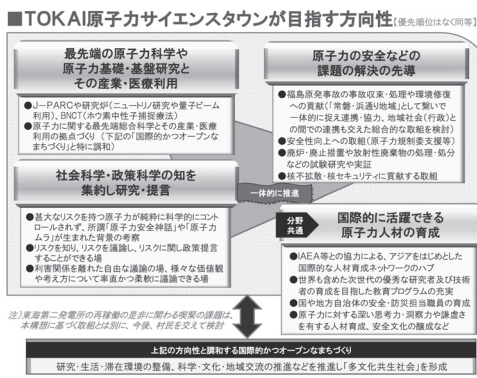 ■TOKAI原子力サイエンスタウンが目指す方向性【優先順位はなく同等】
最先端の原子力科学や
原子力基礎・基盤研究と
その産業・医療利用
●J-PARCや研究炉(ニュートリノ研究や量子ビーム
利用)、BNCT(ホウ素中性子捕捉療法)
●原子力に関する最先端総合科学とその産業・医療
利用の拠点づくり (下記の「国際的かつオープンな
まちづくり」と特に調和)
原子力の安全などの
課題の解決の先導
●福島原発事故の事故収束・処理や環境修復
への貢献(「常磐・浜通り地域」として繋いで
一体的に捉え連携・協力、地域社会(行政)と
の間での連携も交えた総合的な取組を検討)
●安全性向上への取組(原子力規制委支援等)
●廃炉・廃止措置や放射性廃棄物の処理・処分
などの試験研究や実証
●核不拡散・核セキュリティに貢献する取組
社会科学・政策科学の知を
集約し研究・提言
●甚大なリスクを持つ原子力が純粋に科学的にコント
ロールされず、所謂「原子力安全神話」や「原子力
ムラ」が生まれた背景の考察
●リスクを知り、リスクを議論し、リスクに関し政策提言
することができる場
●利害関係を離れた自由な議論の場、様々な価値観
や考え方について率直かつ柔軟に議論できる場
一体的に推進
分野
共通
国際的に活躍できる
原子力人材の育成
●IAEA等との協力による、アジアをはじめとした
国際的な人材育成ネットワークのハブ
●世界も含めた次世代の優秀な研究者及び技術
者の育成を目指した教育プログラムの充実
●国や地方自治体の安全・防災担当職員の育成
●原子力に対する深い思考力・洞察力や謙虚さ
を有する人材育成、安全文化の醸成など
注)東海第二発電所の再稼働の是非に関わる喫緊の課題は、
本構想に基づく取組とは別に、今後、村民を交えて検討
上記の方向性と調和する国際的かつオープンなまちづくり
研究・生活・滞在環境の整備、科学・文化・地域交流の推進などを推進し「多文化共生社会」を形成